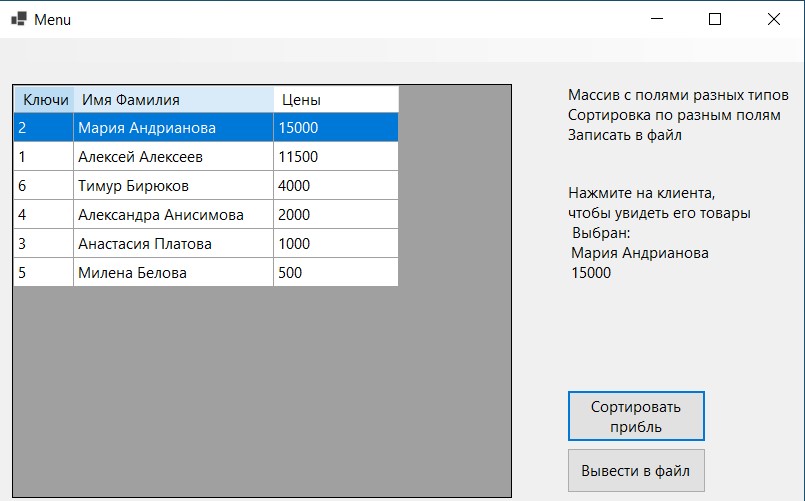 Menu
Ключи Имя Фамилия Цены
2 Мария Андрианова 15000
1 Алексей Алексеев 11500
6 Тимур Бирюков 4000
4 Александра Анисимова 2000
3 Анастасия Платова 1000
5 Милена Белова 500
Массив с полями разных типов
Сортировка по разным полям
Записать в файл
Нажмите на клиента,
чтобы увидеть его товары
Выбран:
Мария Андрианова
15000
Сортировать
прибль
Вывести в файл